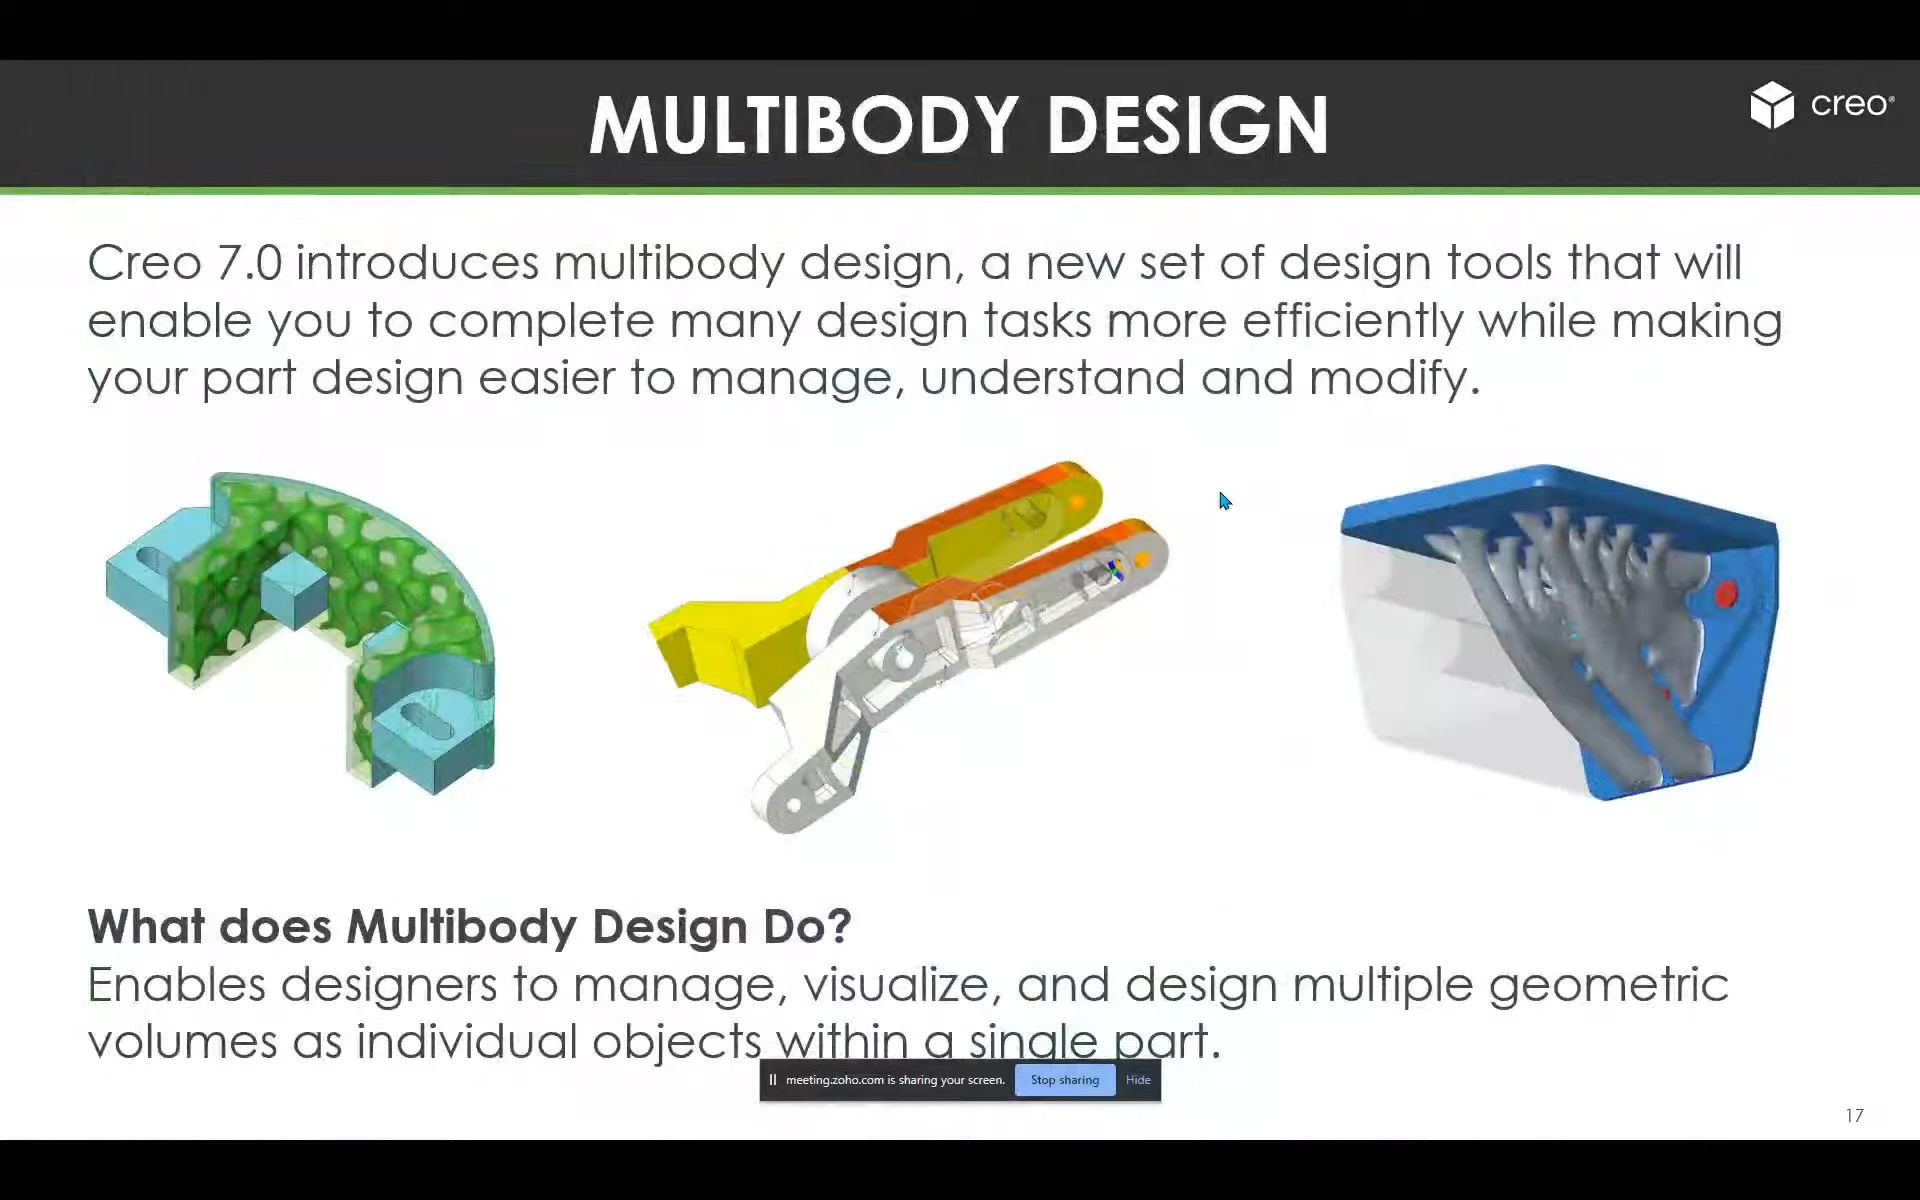 MULTIBODY DESIGN
creo®
Creo 7.0 introduces multibody design, a new set of design tools that will
enable you to complete many design tasks more efficiently while making
your part design easier to manage, understand and modify.
What does Multibody Design Do?
Enables designers to manage, visualize, and design multiple geometric
volumes as individual objects within a single part.
meeting.zoho.com is sharing your screen. Stop sharing Hide
17